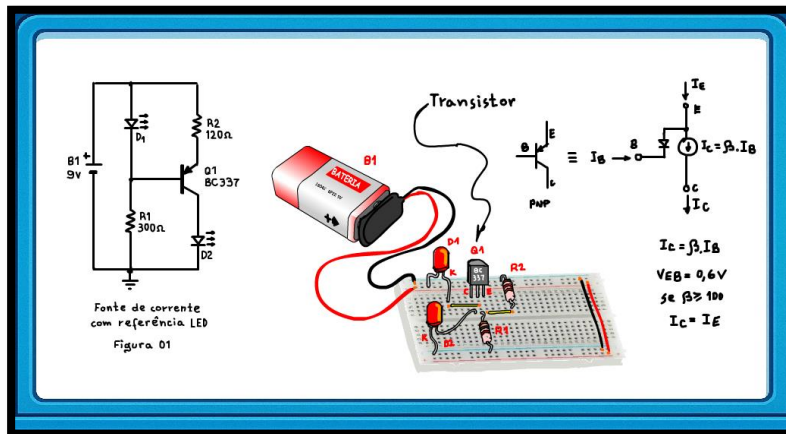 B1
9V
D1
R2
120Ω
Q1
BC337
R1
300Ω
D2
Fonte de corrente
com referência LED
Figura 01
Transistor
B1
BATERIA
D1
K
Q1
BC
337
C
E
R2
K
D2
R1
B
E
C
PNP
≡
IE
E
IB
B
IC=β.IB
C
IC
IC=β.IB
VEB=0,6V
se β≥100
IC=IE